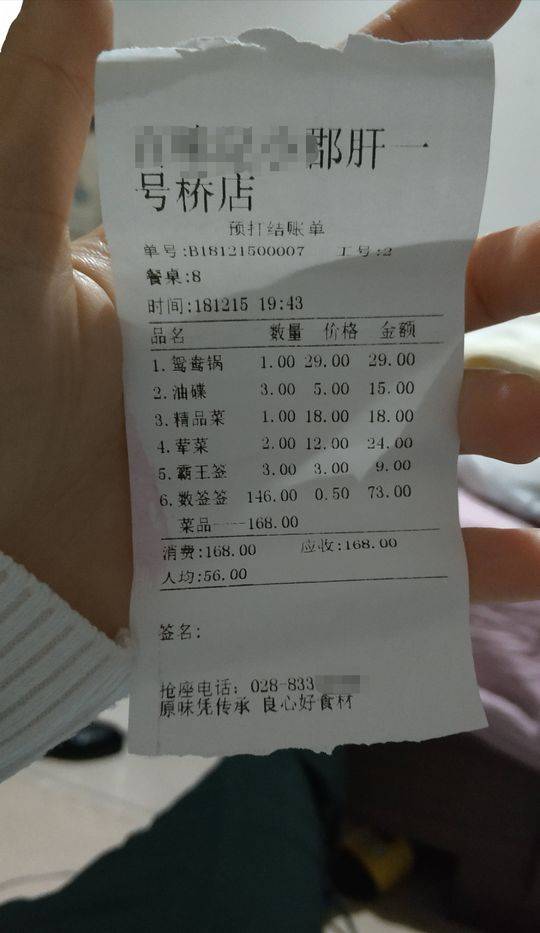 郡肝一
号桥店
预打结账单
单号:B18121500007 工号:2
餐桌:8
时间:181215 19:43
品名 数量 价格 金额
1.鸳鸯锅 1.00 29.00 29.00
2.油碟 3.00 5.00 15.00
3.精品菜 1.00 18.00 18.00
4.荤菜 2.00 12.00 24.00
5.霸王签 3.00 3.00 9.00
6.数签签 146.00 0.50 73.00
菜品----168.00
消费:168.00 应收:168.00
人均:56.00
签名:
抢座电话: 028-833
原味凭传承 良心好食材